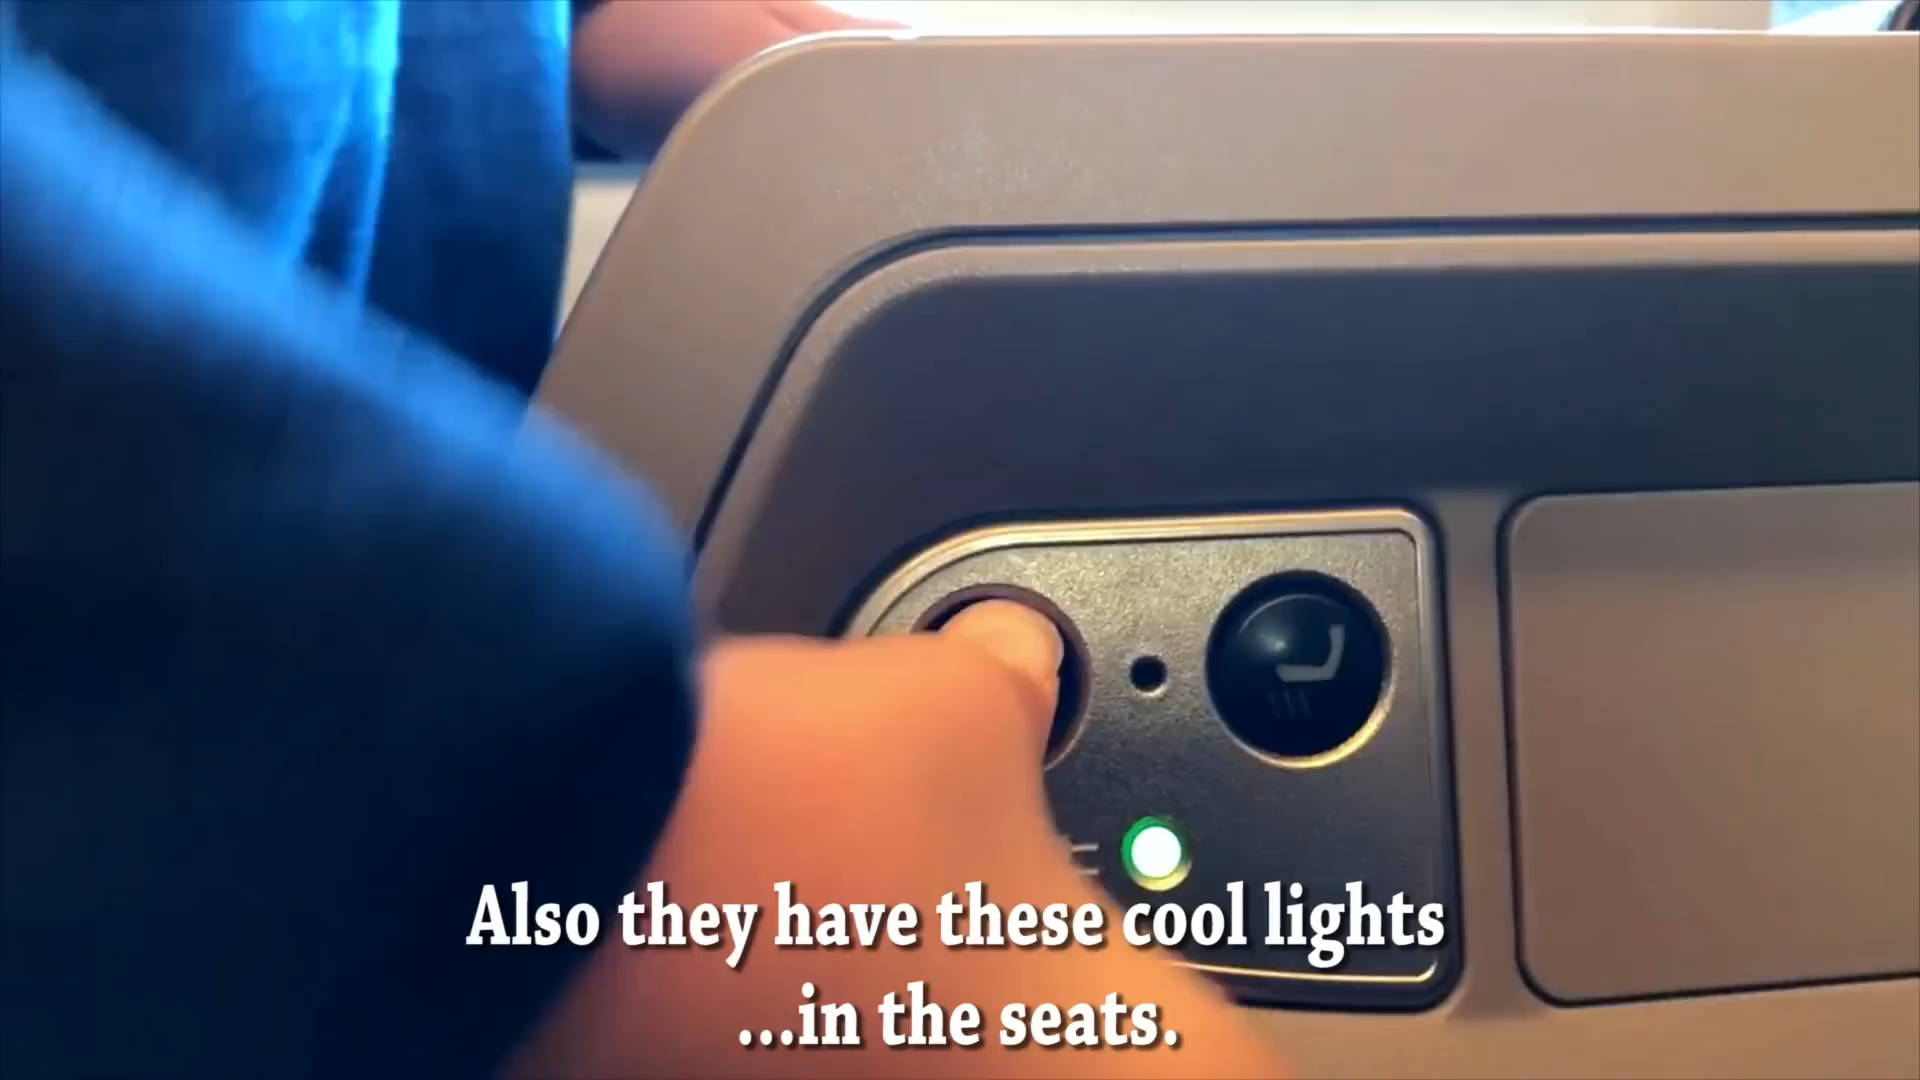 Also they have these cool lights
...in the seats.